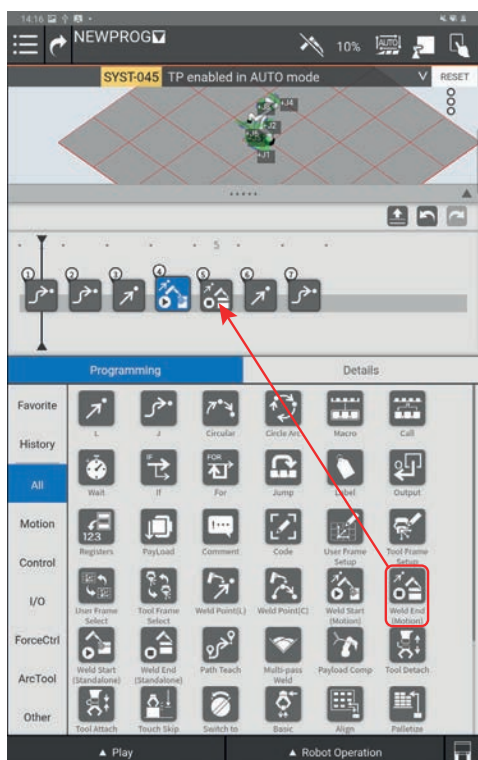 14:16
NEWPROG
10%
AUTO
SYST-045 TP enabled in AUTO mode
RESET
+J4
+J2
+J1
5
1
2
3
4
5
6
7
Programming
Details
Favorite
History
All
Motion
Control
I/O
ForceCtrl
ArcTool
Other
L
J
Circular
Circle Arc
Macro
Call
Wait
IF
If
FOR
For
Jump
Label
Output
123
Registers
PayLoad
Comment
Code
User Frame
Setup
Tool Frame
Setup
User Frame
Select
Tool Frame
Select
Weld Point(L)
Weld Point(C)
Weld Start
(Motion)
Weld End
(Motion)
Weld Start
(Standalone)
Weld End
(Standalone)
Path Teach
Multi-pass
Weld
Payload Comp
Tool Detach
Tool Attach
Touch Skip
Switch to
Basic
Align
Palletize
Play
Robot Operation